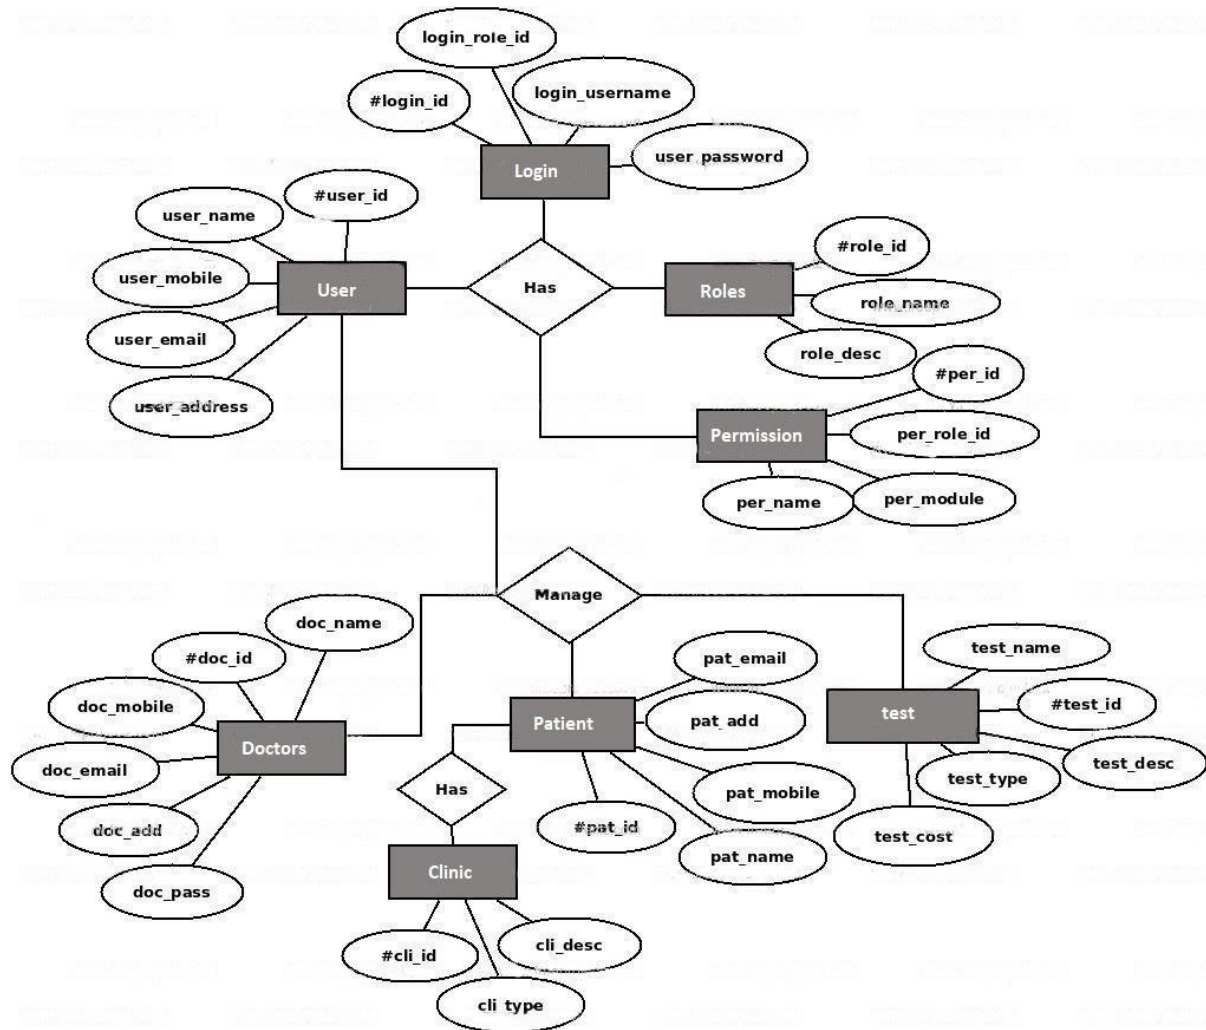 login_role_id
#login_id
login_username
user_password
Login
#user_id
user_name
user_mobile
user_email
user_address
User
Has
Roles
#role_id
role_name
role_desc
Permission
#per_id
per_role_id
per_module
per_name
Manage
doc_name
#doc_id
doc_mobile
doc_email
doc_add
doc_pass
Doctors
Patient
pat_email
pat_add
pat_mobile
pat_name
#pat_id
Has
Clinic
#cli_id
cli_type
cli_desc
test
test_name
#test_id
test_desc
test_type
test_cost